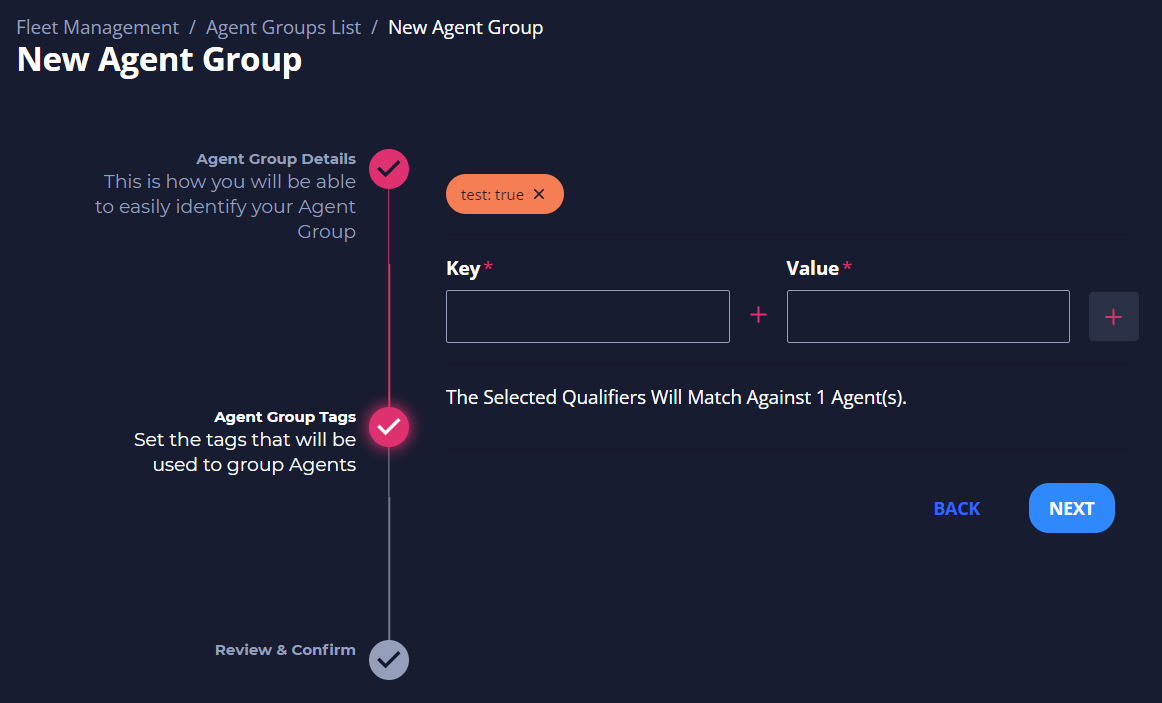 Fleet Management / Agent Groups List / New Agent Group
New Agent Group
Agent Group Details
This is how you will be able
to easily identify your Agent
Group
test: true
Key *
Value *
The Selected Qualifiers Will Match Against 1 Agent(s).
Agent Group Tags
Set the tags that will be
used to group Agents
BACK
NEXT
Review & Confirm